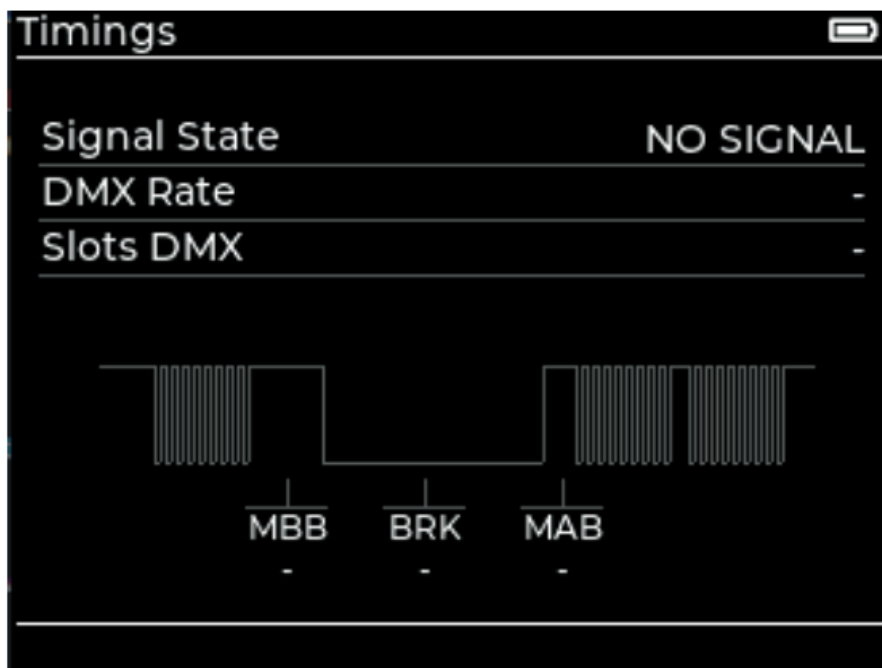 Timings
Signal State NO SIGNAL
DMX Rate -
Slots DMX -
MBB BRK MAB
- - -